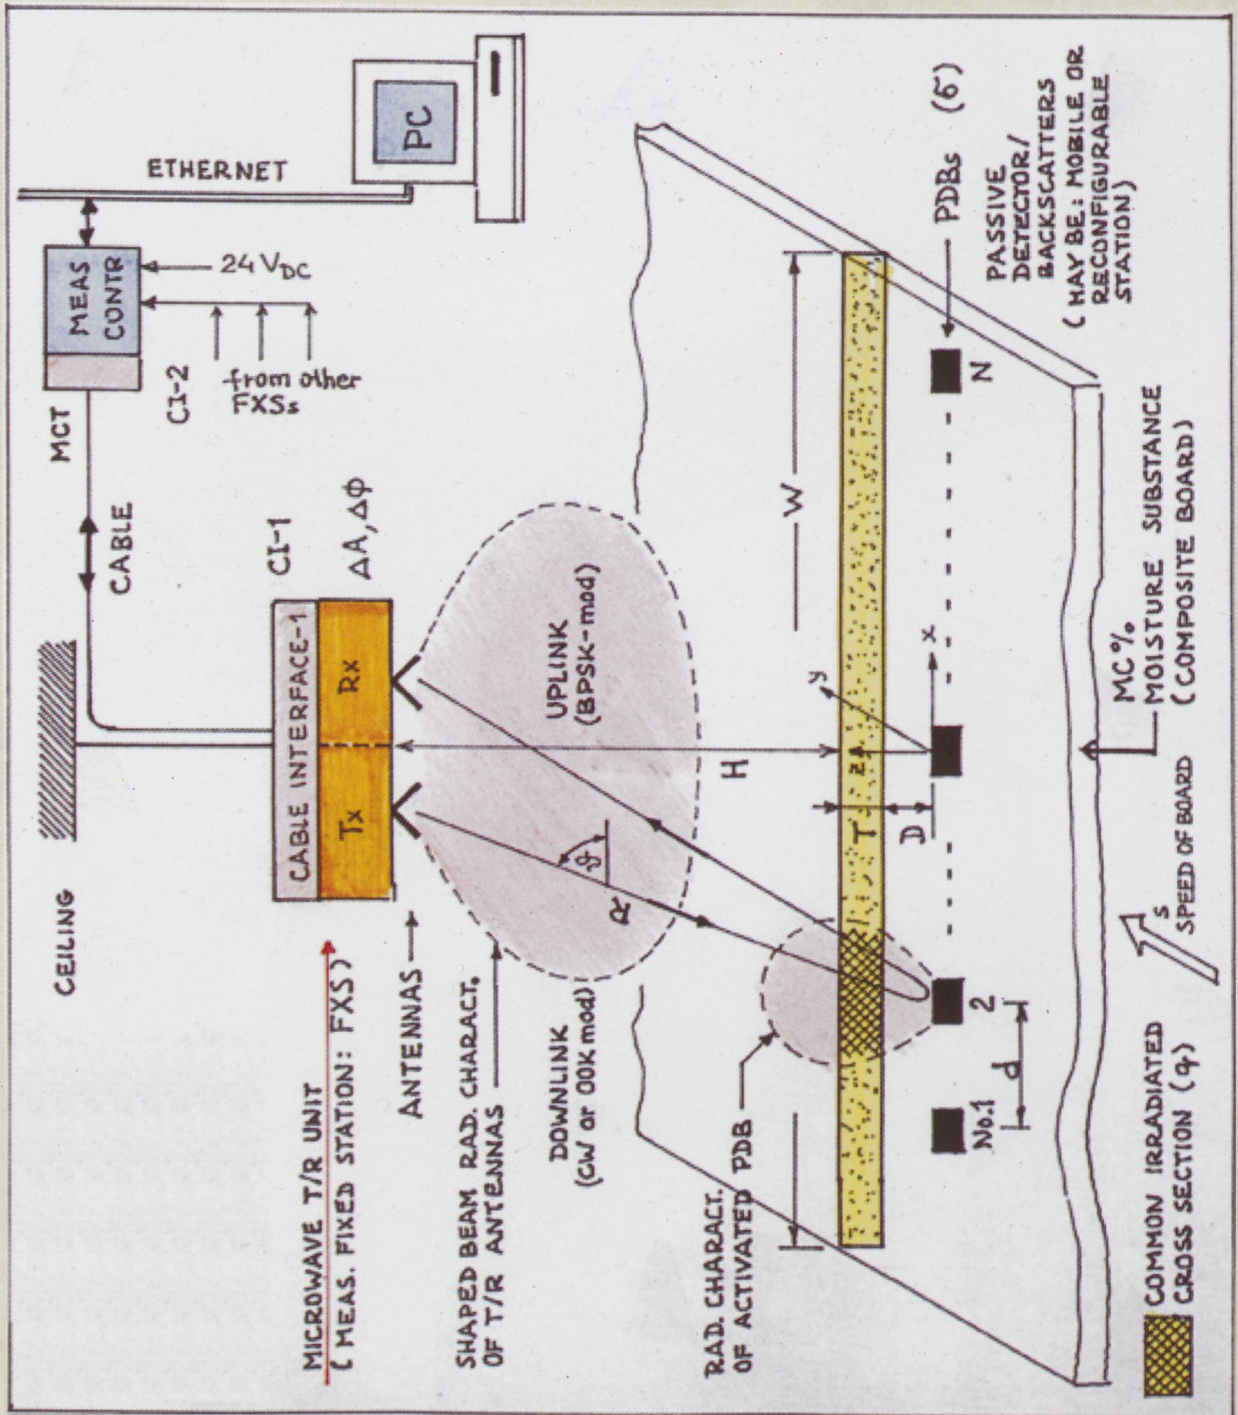 CEILING
CABLE
MCT
MEAS
CONTR
ETHERNET
PC
24 VDC
CI-2
from other
FXSs
MICROWAVE T/R UNIT
(MEAS. FIXED STATION: FXS)
CABLE INTERFACE-1
CI-1
Tx
Rx
ΔA, Δφ
ANTENNAS
SHAPED BEAM RAD. CHARACT.
OF T/R ANTENNAS
DOWNLINK
(CW or OOK mod)
UPLINK
(BPSK-mod)
R
ϑ
H
W
RAD. CHARACT.
OF ACTIVATED PDB
T
z
y
x
D
No.1
2
N
d
PDBs (σ)
PASSIVE
DETECTOR/
BACKSCATTERS
(MAY BE: MOBILE OR
RECONFIGURABLE
STATION)
COMMON IRRADIATED
CROSS SECTION (q)
s
SPEED OF BOARD
MC%
MOISTURE SUBSTANCE
(COMPOSITE BOARD)